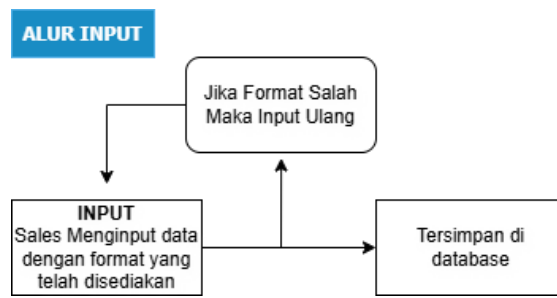 ALUR INPUT
Jika Format Salah
Maka Input Ulang
INPUT
Sales Menginput data
dengan format yang
telah disediakan
Tersimpan di
database